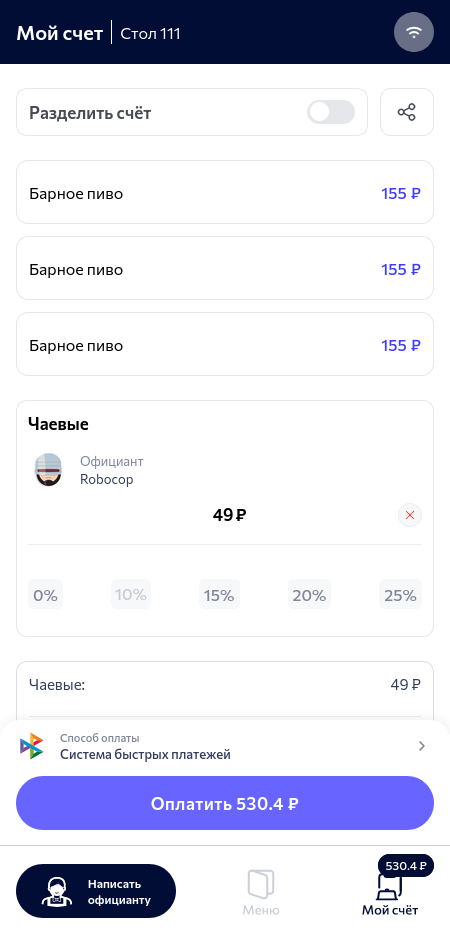 Мой счет
Стол 111
Разделить счёт
Барное пиво 155 ₽
Барное пиво 155 ₽
Барное пиво 155 ₽
Чаевые
Официант
Robocop
49 ₽
0% 10% 15% 20% 25%
Чаевые: 49 ₽
Способ оплаты
Система быстрых платежей
Оплатить 530.4 ₽
530.4 ₽
Написать
официанту
Меню
Мой счёт